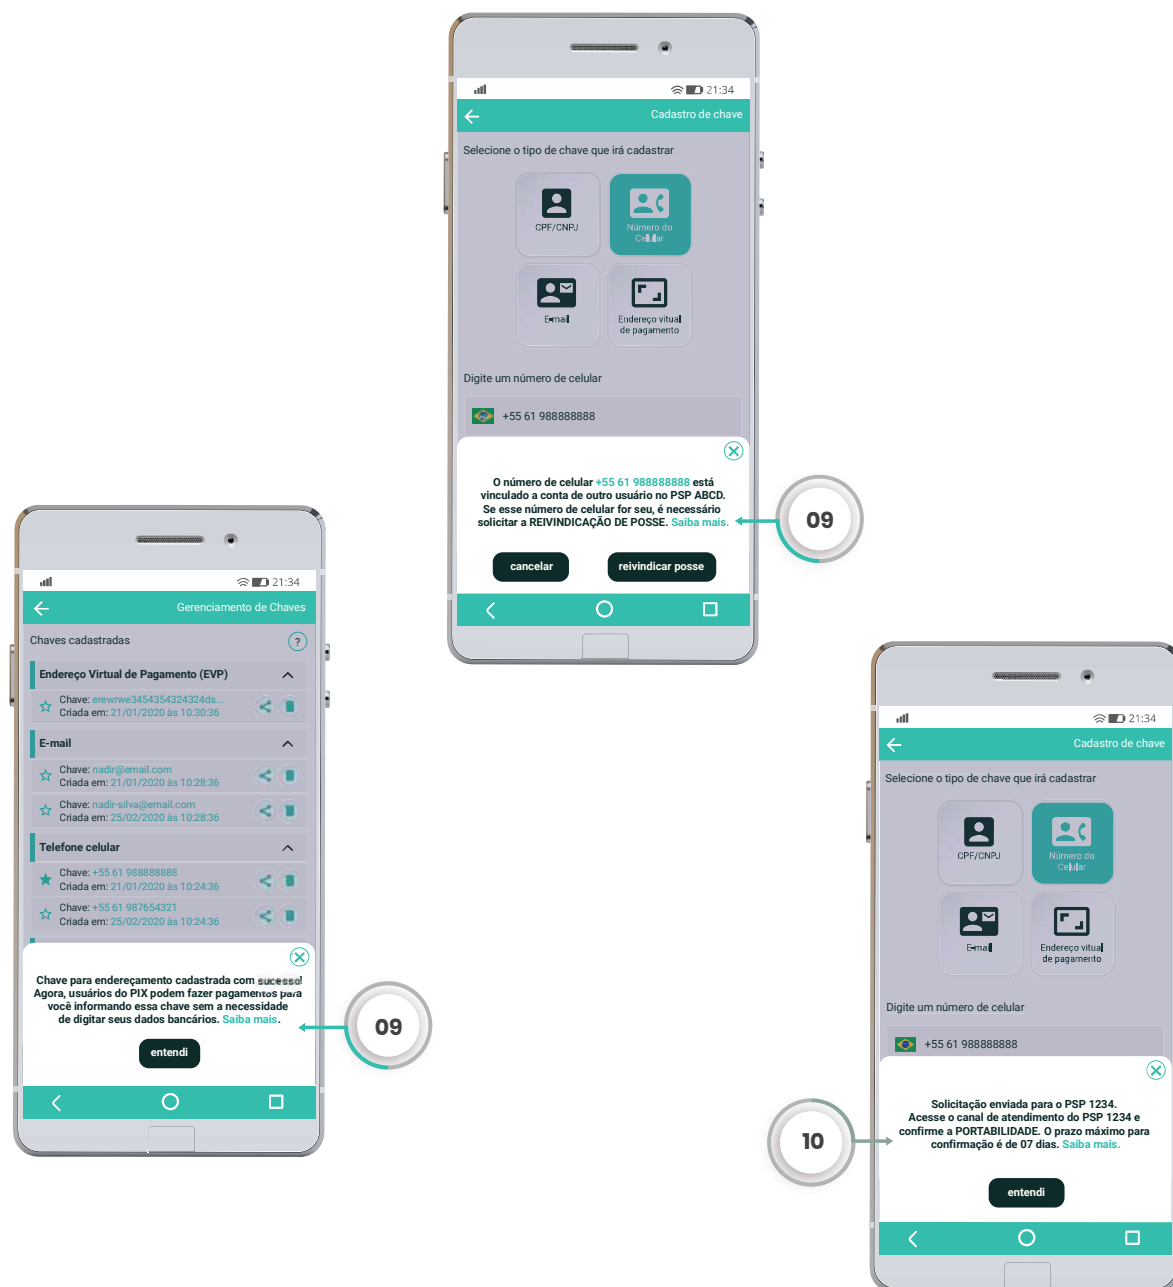 21:34
Cadastro de chave
Selecione o tipo de chave que irá cadastrar
CPF/CNPJ
Número do
Celular
E-mail
Endereço vitual
de pagamento
Digite um número de celular
+55 61 988888888
O número de celular +55 61 988888888 está
vinculado a conta de outro usuário no PSP ABCD.
Se esse número de celular for seu, é necessário
solicitar a REIVINDICAÇÃO DE POSSE. Saiba mais.
cancelar
reivindicar posse
09
21:34
Gerenciamento de Chaves
Chaves cadastradas
?
Endereço Virtual de Pagamento (EVP)
Chave: erewrwe3454354324324ds...
Criada em: 21/01/2020 às 10:30:36
E-mail
Chave: nadir@email.com
Criada em: 21/01/2020 às 10:28:36
Chave: nadir-silva@email.com
Criada em: 25/02/2020 às 10:28:36
Telefone celular
Chave: +55 61 988888888
Criada em: 21/01/2020 às 10:24:36
Chave: +55 61 987654321
Criada em: 25/02/2020 às 10:24:36
Chave para endereçamento cadastrada com sucesso!
Agora, usuários do PIX podem fazer pagamentos para
você informando essa chave sem a necessidade
de digitar seus dados bancários. Saiba mais.
entendi
09
21:34
Cadastro de chave
Selecione o tipo de chave que irá cadastrar
CPF/CNPJ
Número do
Celular
E-mail
Endereço vitual
de pagamento
Digite um número de celular
+55 61 988888888
Solicitação enviada para o PSP 1234.
Acesse o canal de atendimento do PSP 1234 e
confirme a PORTABILIDADE. O prazo máximo para
confirmação é de 07 dias. Saiba mais.
entendi
10